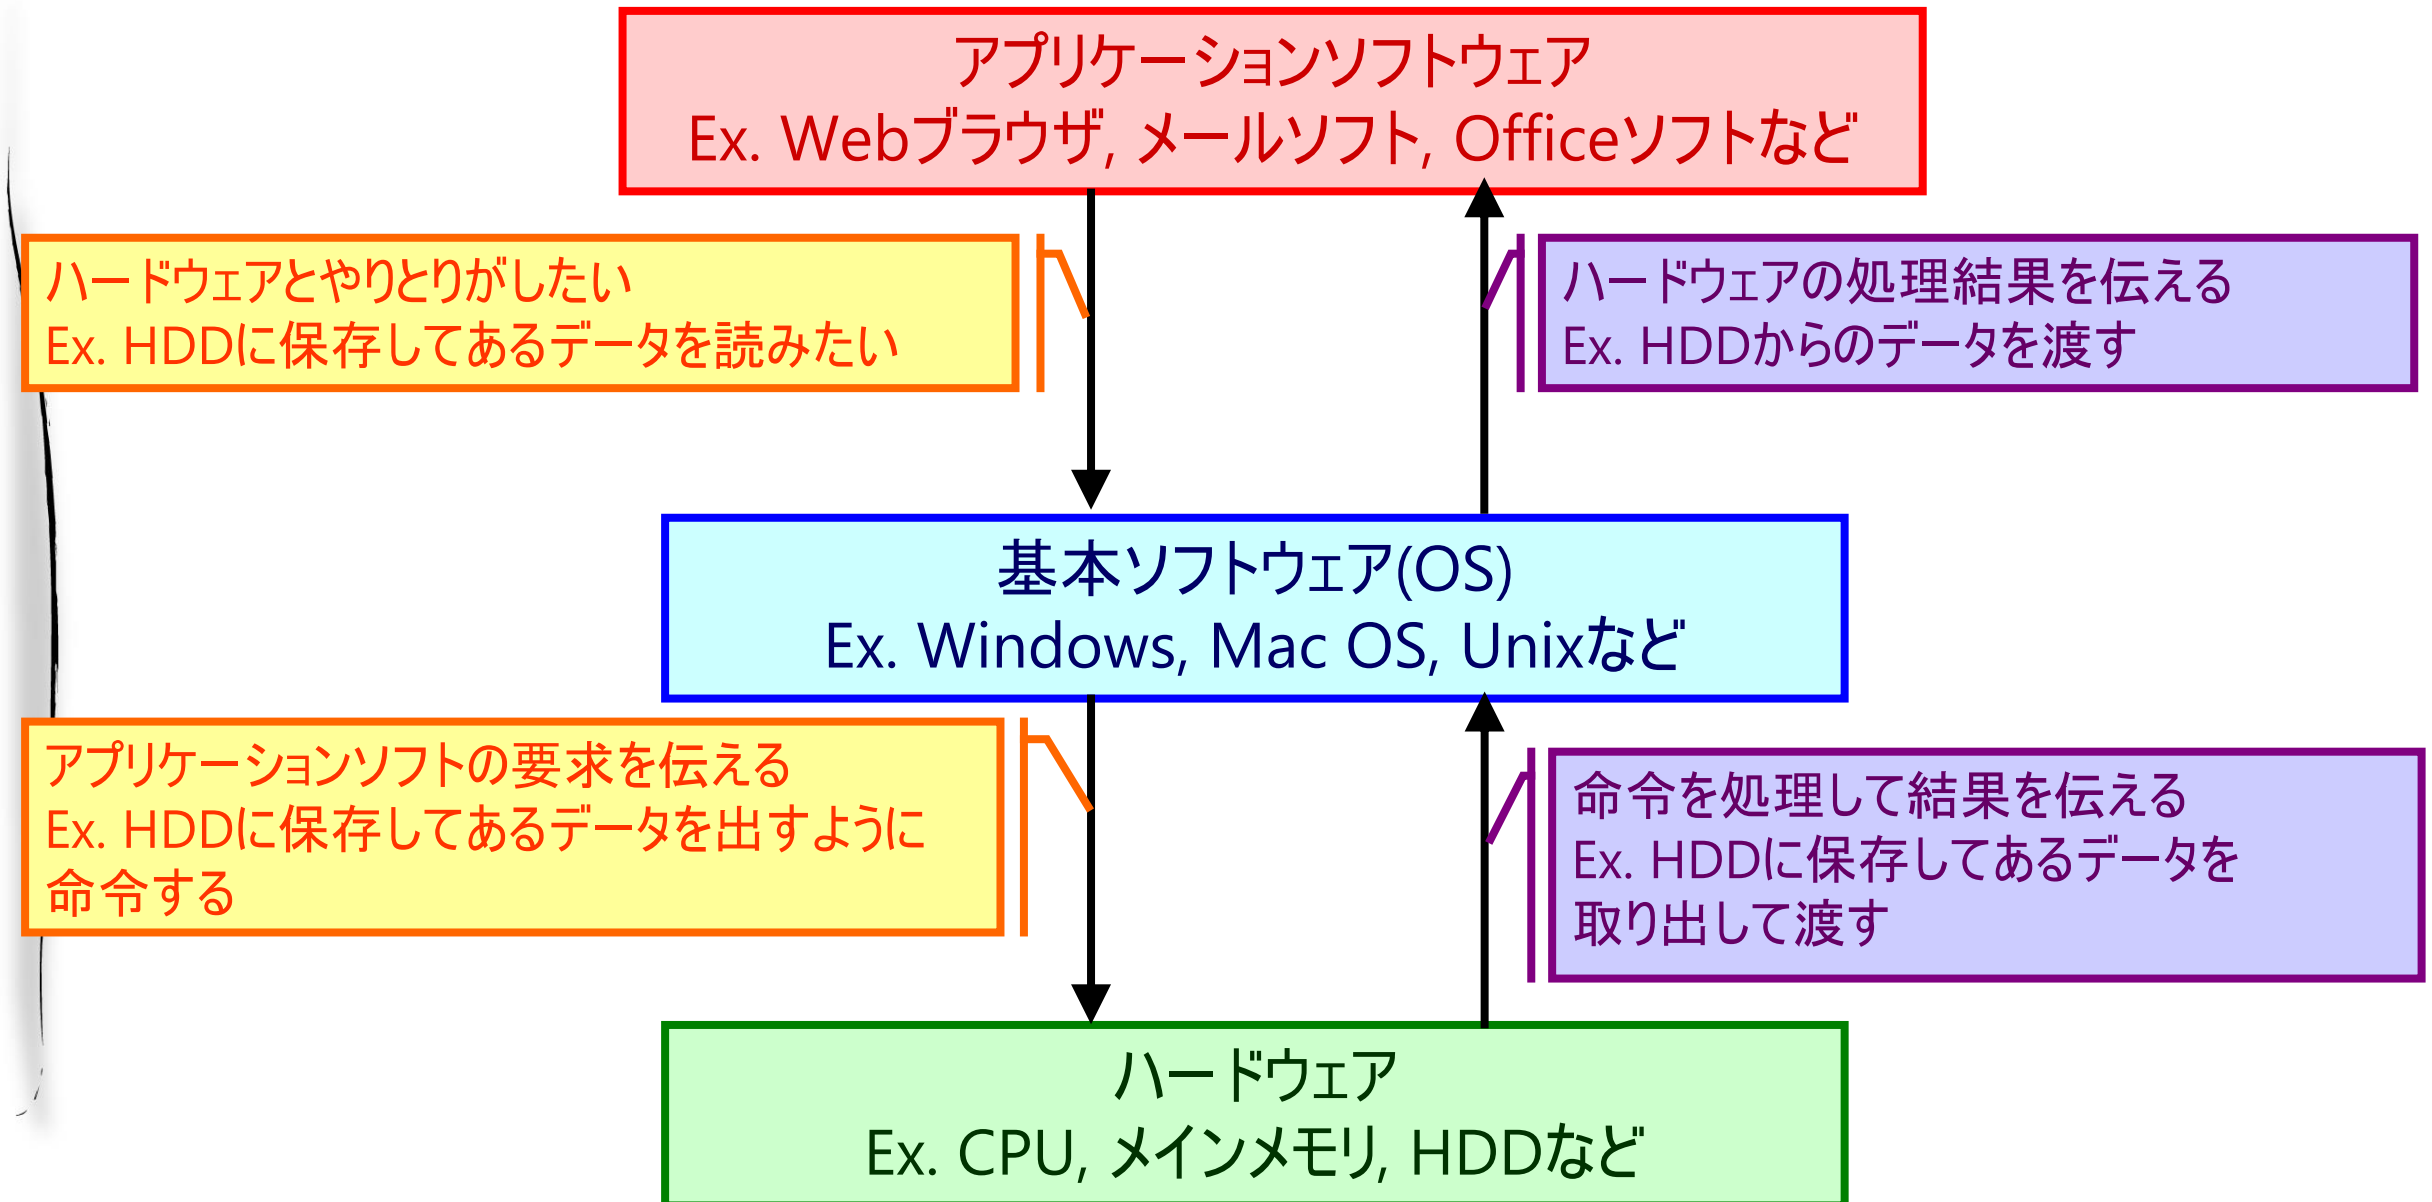 アプリケーションソフトウェア
Ex. Webブラウザ, メールソフト, Officeソフトなど
ハードウェアとやりとりがしたい
Ex. HDDに保存してあるデータを読みたい
ハードウェアの処理結果を伝える
Ex. HDDからのデータを渡す
基本ソフトウェア(OS)
Ex. Windows, Mac OS, Unixなど
アプリケーションソフトの要求を伝える
Ex. HDDに保存してあるデータを出すように
命令する
命令を処理して結果を伝える
Ex. HDDに保存してあるデータを
取り出して渡す
ハードウェア
Ex. CPU, メインメモリ, HDDなど